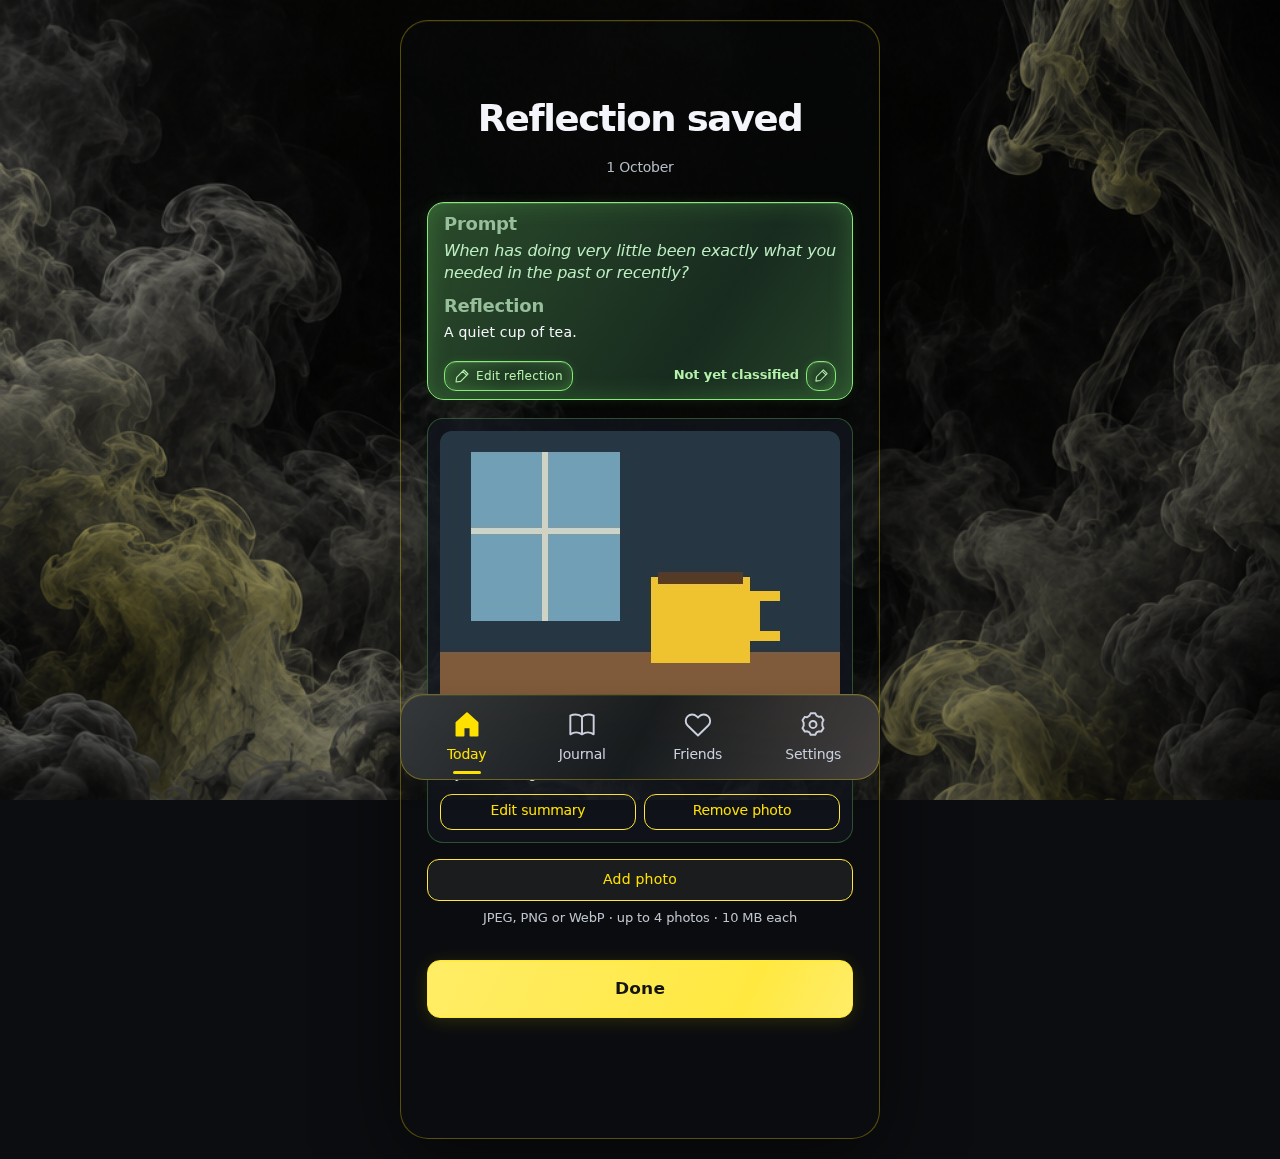 Reflection saved
1 October
Prompt
When has doing very little been exactly what you
needed in the past or recently?
Reflection
A quiet cup of tea.
Edit reflection
Not yet classified
Today
Journal
Friends
Settings
Edit summary
Remove photo
Add photo
JPEG, PNG or WebP · up to 4 photos · 10 MB each
Done